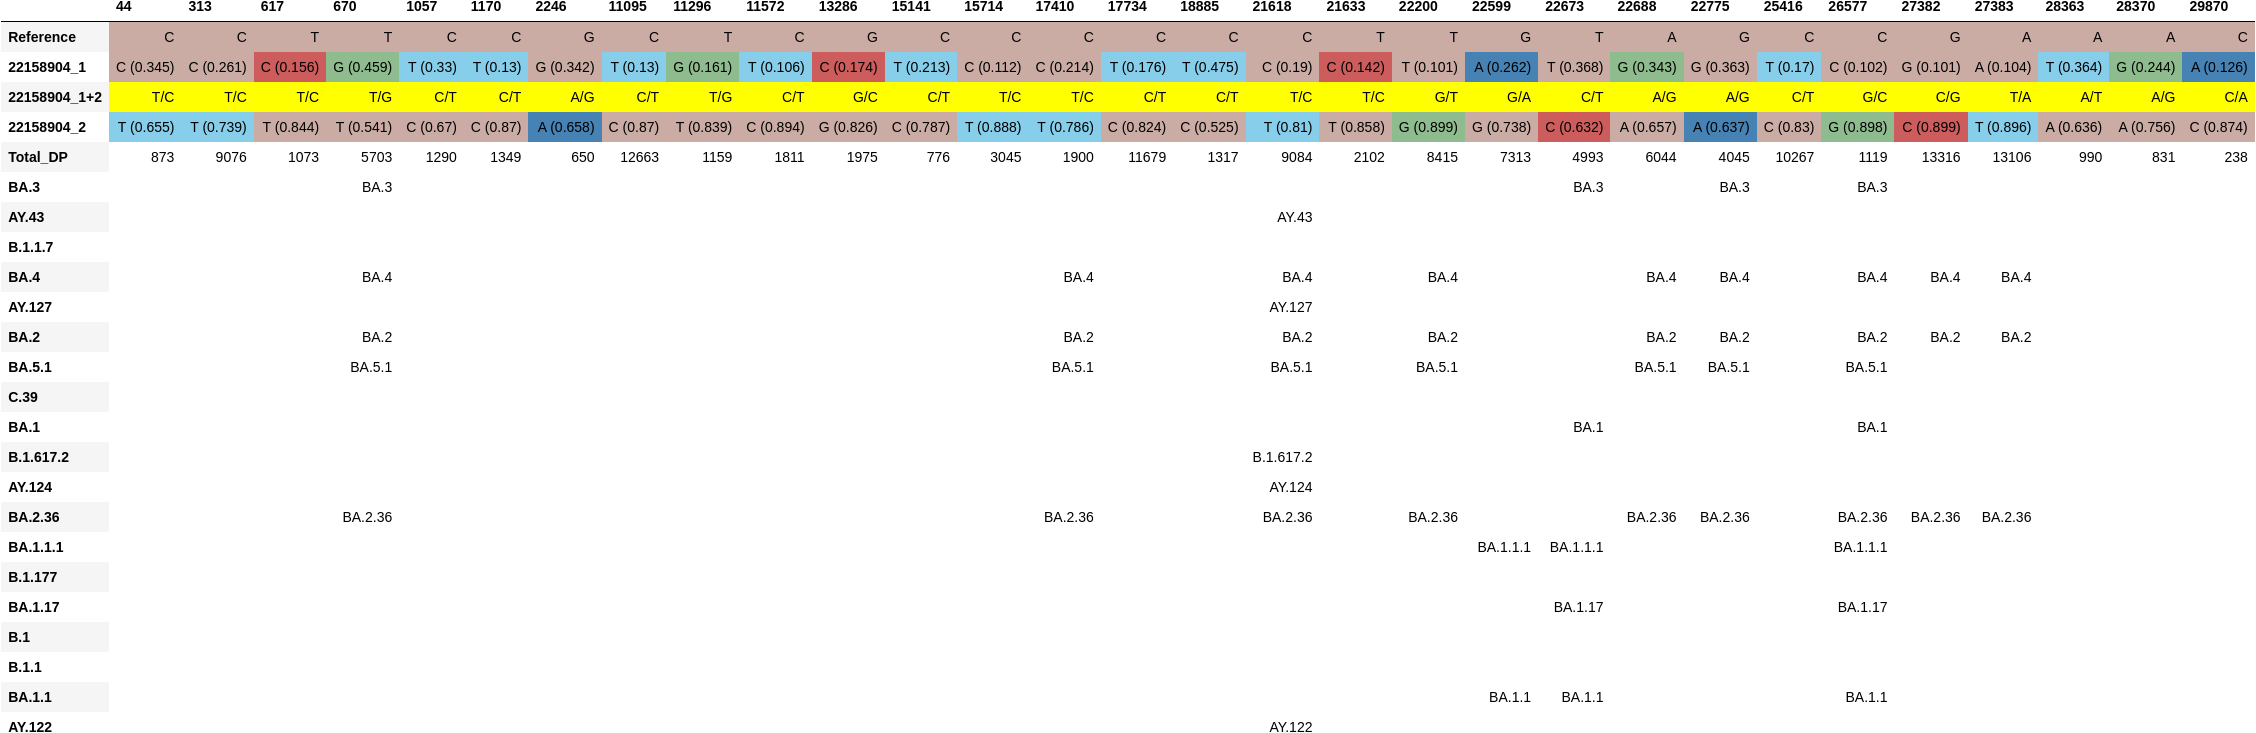 44 313 617 670 1057 1170 2246 11095 11296 11572 13286 15141 15714 17410 17734 18885 21618 21633 22200 22599 22673 22688 22775 25416 26577 27382 27383 28363 28370 29870
Reference C C T T C C G C T C G C C C C C C T T G T A G C C G A A A C
22158904_1 C (0.345) C (0.261) C (0.156) G (0.459) T (0.33) T (0.13) G (0.342) T (0.13) G (0.161) T (0.106) C (0.174) T (0.213) C (0.112) C (0.214) T (0.176) T (0.475) C (0.19) C (0.142) T (0.101) A (0.262) T (0.368) G (0.343) G (0.363) T (0.17) C (0.102) G (0.101) A (0.104) T (0.364) G (0.244) A (0.126)
22158904_1+2 T/C T/C T/C T/G C/T C/T A/G C/T T/G C/T G/C C/T T/C T/C C/T C/T T/C T/C G/T G/A C/T A/G A/G C/T G/C C/G T/A A/T A/G C/A
22158904_2 T (0.655) T (0.739) T (0.844) T (0.541) C (0.67) C (0.87) A (0.658) C (0.87) T (0.839) C (0.894) G (0.826) C (0.787) T (0.888) T (0.786) C (0.824) C (0.525) T (0.81) T (0.858) G (0.899) G (0.738) C (0.632) A (0.657) A (0.637) C (0.83) G (0.898) C (0.899) T (0.896) A (0.636) A (0.756) C (0.874)
Total_DP 873 9076 1073 5703 1290 1349 650 12663 1159 1811 1975 776 3045 1900 11679 1317 9084 2102 8415 7313 4993 6044 4045 10267 1119 13316 13106 990 831 238
BA.3 BA.3 BA.3 BA.3 BA.3
AY.43 AY.43
B.1.1.7
BA.4 BA.4 BA.4 BA.4 BA.4 BA.4 BA.4 BA.4 BA.4 BA.4
AY.127 AY.127
BA.2 BA.2 BA.2 BA.2 BA.2 BA.2 BA.2 BA.2 BA.2 BA.2
BA.5.1 BA.5.1 BA.5.1 BA.5.1 BA.5.1 BA.5.1 BA.5.1 BA.5.1
C.39
BA.1 BA.1 BA.1
B.1.617.2 B.1.617.2
AY.124 AY.124
BA.2.36 BA.2.36 BA.2.36 BA.2.36 BA.2.36 BA.2.36 BA.2.36 BA.2.36 BA.2.36 BA.2.36
BA.1.1.1 BA.1.1.1 BA.1.1.1 BA.1.1.1
B.1.177
BA.1.17 BA.1.17 BA.1.17
B.1
B.1.1
BA.1.1 BA.1.1 BA.1.1 BA.1.1
AY.122 AY.122